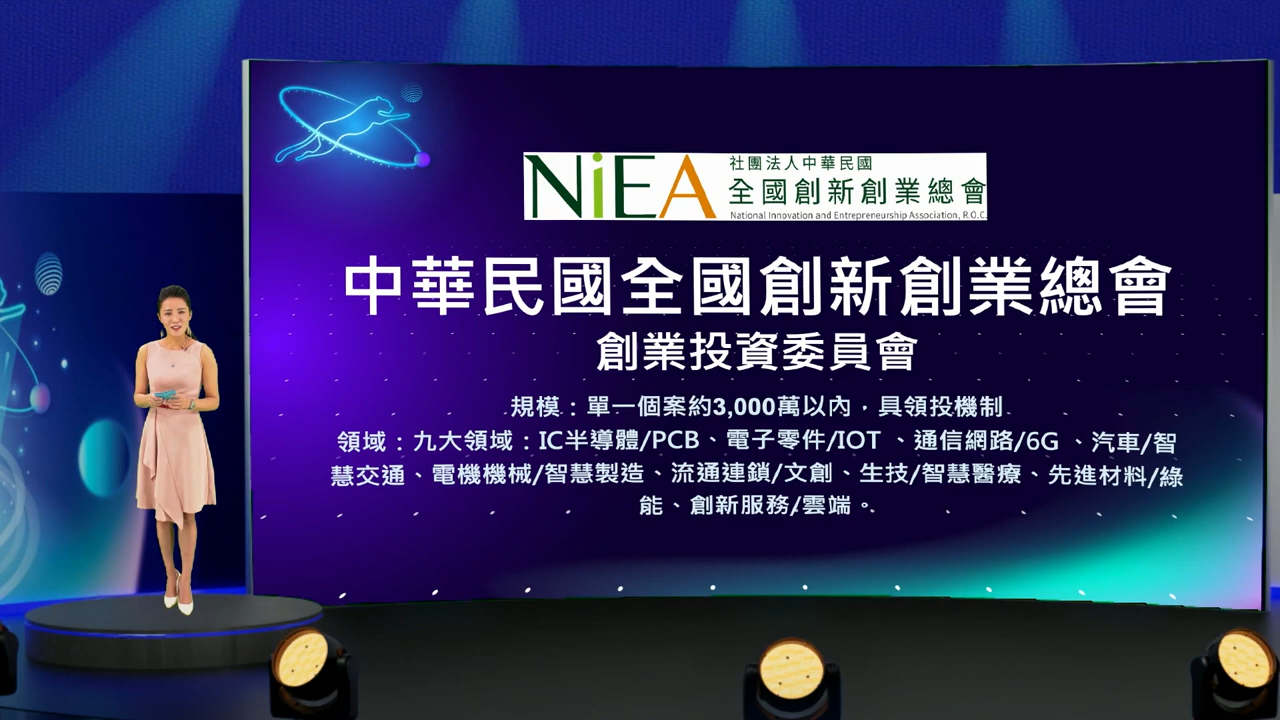 NiEA
社團法人中華民國
全國創新創業總會
National Innovation and Entrepreneurship Association, R.O.C.
中華民國全國創新創業總會
創業投資委員會
規模：單一個案約3,000萬以內，具領投機制
領域：九大領域：IC半導體/PCB、電子零件/IOT 、通信網路/6G 、汽車/智
慧交通、電機機械/智慧製造、流通連鎖/文創、生技/智慧醫療、先進材料/綠
能、創新服務/雲端。